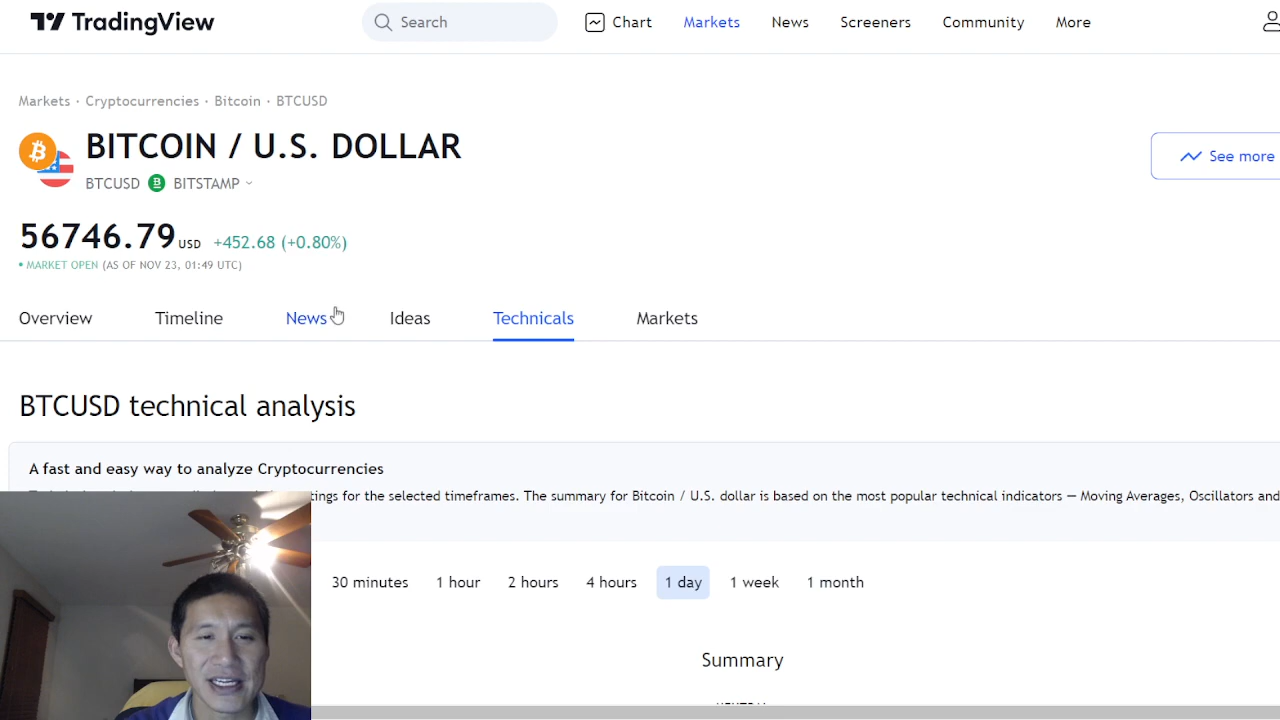 TradingView
Search
Chart
Markets
News
Screeners
Community
More
Markets · Cryptocurrencies · Bitcoin · BTCUSD
BITCOIN / U.S. DOLLAR
BTCUSD
BITSTAMP
See more
56746.79 USD +452.68 (+0.80%)
• MARKET OPEN (AS OF NOV 23, 01:49 UTC)
Overview
Timeline
News
Ideas
Technicals
Markets
BTCUSD technical analysis
A fast and easy way to analyze Cryptocurrencies
for the selected timeframes. The summary for Bitcoin / U.S. dollar is based on the most popular technical indicators — Moving Averages, Oscillators and
30 minutes
1 hour
2 hours
4 hours
1 day
1 week
1 month
Summary